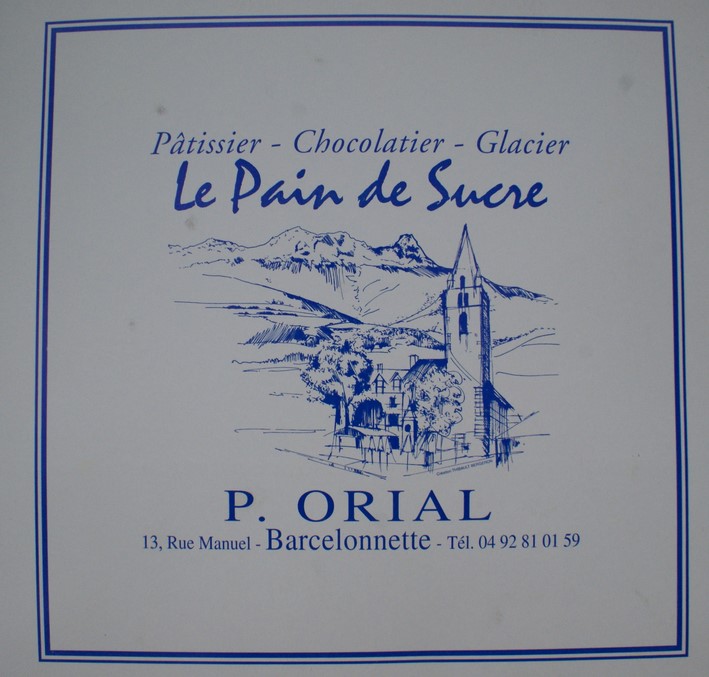 Pâtissier - Chocolatier - Glacier
Le Pain de Sucre
P. ORIAL
13, Rue Manuel - Barcelonnette - Tél. 04 92 81 01 59